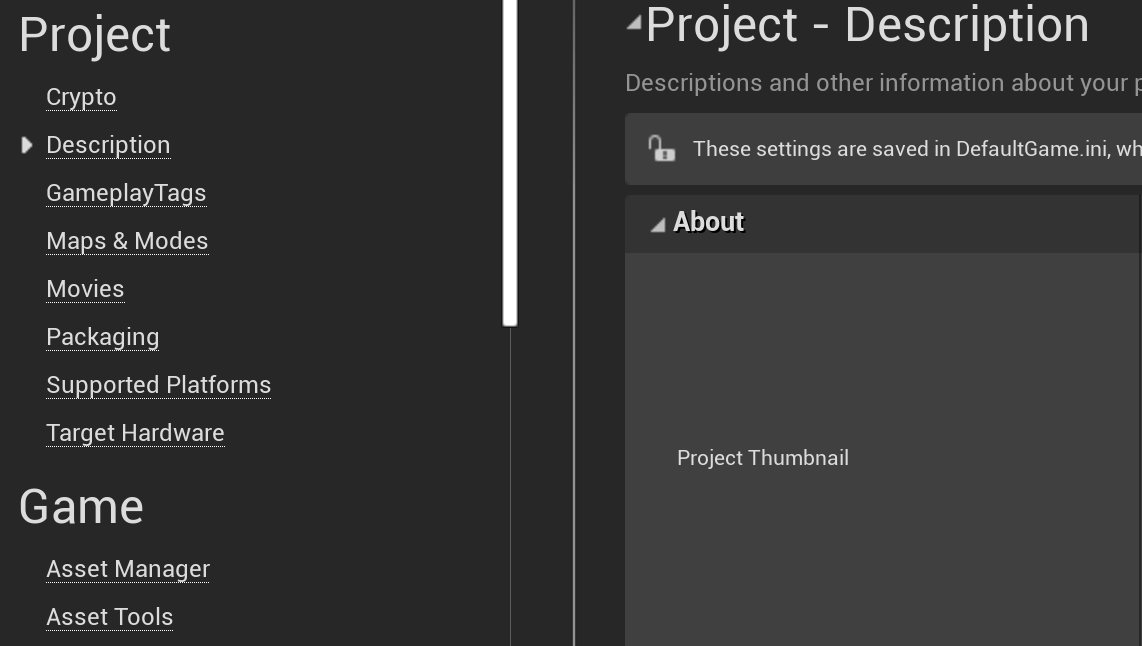 Project
Crypto
Description
GameplayTags
Maps & Modes
Movies
Packaging
Supported Platforms
Target Hardware
Game
Asset Manager
Asset Tools
Project - Description
Descriptions and other information about your
These settings are saved in DefaultGame.ini,
About
Project Thumbnail